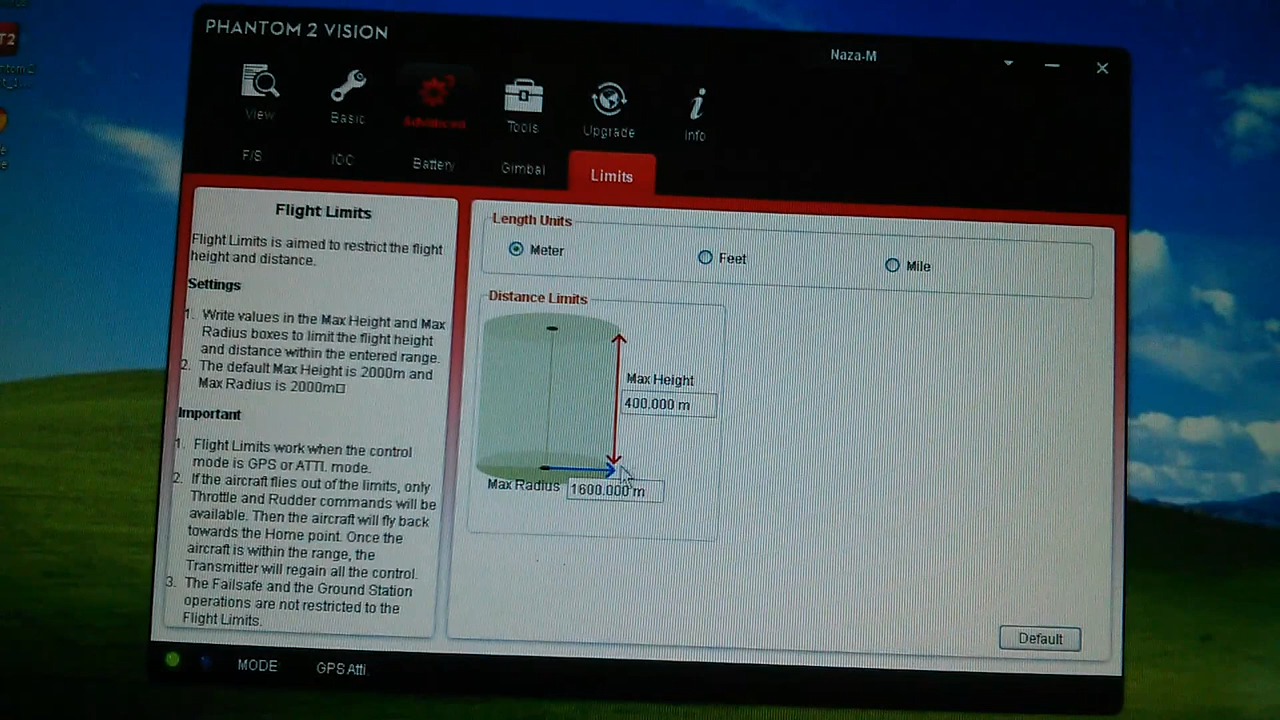 PHANTOM 2 VISION
Naza-M
View
Basic
Advanced
Tools
Upgrade
Info
F/S
IOC
Battery
Gimbal
Limits
Flight Limits
Flight Limits is aimed to restrict the flight
height and distance.
Settings
1. Write values in the Max Height and Max
Radius boxes to limit the flight height
and distance within the entered range.
2. The default Max Height is 2000m and
Max Radius is 2000m□
Important
1. Flight Limits work when the control
mode is GPS or ATTI. mode.
2. If the aircraft flies out of the limits, only
Throttle and Rudder commands will be
available. Then the aircraft will fly back
towards the Home point. Once the
aircraft is within the range, the
Transmitter will regain all the control.
3. The Failsafe and the Ground Station
operations are not restricted to the
Flight Limits.
Length Units
Meter
Feet
Mile
Distance Limits
Max Height
400.000 m
Max Radius
1600.000 m
Default
MODE
GPS Atti.